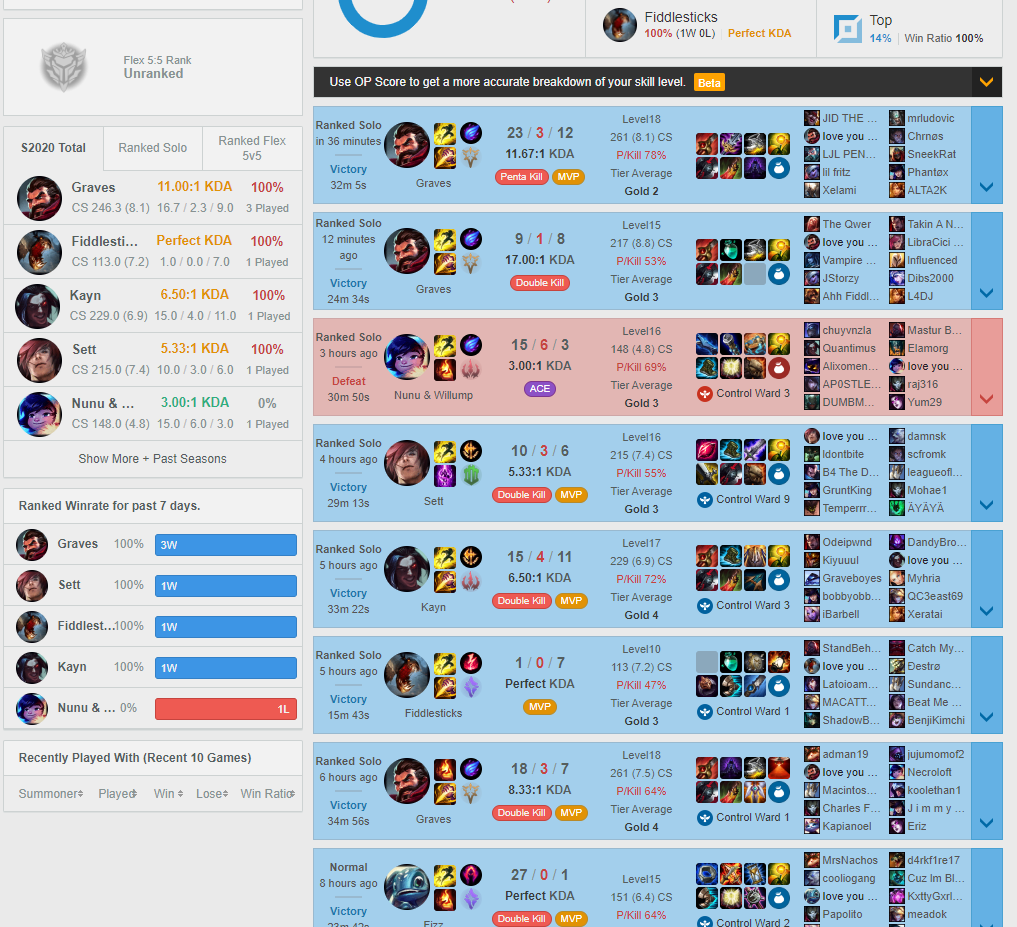 Flex 5:5 Rank
Unranked
S2020 Total
Ranked Solo
Ranked Flex
5v5
Graves
11.00:1 KDA
100%
CS 246.3 (8.1)
16.7 / 2.3 / 9.0
3 Played
Fiddlesti...
Perfect KDA
100%
CS 113.0 (7.2)
1.0 / 0.0 / 7.0
1 Played
Kayn
6.50:1 KDA
100%
CS 229.0 (6.9)
15.0 / 4.0 / 11.0
1 Played
Sett
5.33:1 KDA
100%
CS 215.0 (7.4)
10.0 / 3.0 / 6.0
1 Played
Nunu & ...
3.00:1 KDA
0%
CS 148.0 (4.8)
15.0 / 6.0 / 3.0
1 Played
Show More + Past Seasons
Ranked Winrate for past 7 days.
Graves 100% 3W
Sett 100% 1W
Fiddlest... 100% 1W
Kayn 100% 1W
Nunu & ... 0% 1L
Recently Played With (Recent 10 Games)
Summoner Played Win Lose Win Ratio
Fiddlesticks
100% (1W 0L) Perfect KDA
Top
14% Win Ratio 100%
Use OP Score to get a more accurate breakdown of your skill level. Beta
Ranked Solo
in 36 minutes
Victory
32m 5s
Graves
23 / 3 / 12
11.67:1 KDA
Penta Kill MVP
Level18
261 (8.1) CS
P/Kill 78%
Tier Average
Gold 2
JID THE ...
love you ...
LJL PEN...
lil fritz
Xelami
mrludovic
Chrnøs
SneekRat
Phantøx
ALTA2K
Ranked Solo
12 minutes
ago
Victory
24m 34s
Graves
9 / 1 / 8
17.00:1 KDA
Double Kill
Level15
217 (8.8) CS
P/Kill 53%
Tier Average
Gold 3
The Qwer
love you ...
Vampire ...
JStorzy
Ahh Fiddl...
Takin A N...
LibraCici ...
Influenced
Dibs2000
L4DJ
Ranked Solo
3 hours ago
Defeat
30m 50s
Nunu & Willump
15 / 6 / 3
3.00:1 KDA
ACE
Level16
148 (4.8) CS
P/Kill 69%
Tier Average
Gold 3
Control Ward 3
chuyvnzla
Quantimus
Alixomen...
AP0STLE...
DUMBM...
Mastur B...
Elamorg
love you ...
raj316
Yum29
Ranked Solo
4 hours ago
Victory
29m 13s
Sett
10 / 3 / 6
5.33:1 KDA
Double Kill MVP
Level16
215 (7.4) CS
P/Kill 55%
Tier Average
Gold 3
Control Ward 9
love you ...
Idontbite
B4 The D...
GruntKing
Temperrr...
damnsk
scfromk
leagueofl...
Mohae1
ÄYÄYÄ
Ranked Solo
5 hours ago
Victory
33m 22s
Kayn
15 / 4 / 11
6.50:1 KDA
Double Kill MVP
Level17
229 (6.9) CS
P/Kill 72%
Tier Average
Gold 4
Control Ward 3
Odeipwnd
Kiyuuul
Graveboyes
bobbyobb...
iBarbell
DandyBro...
love you ...
Myhria
QC3east69
Xeratai
Ranked Solo
5 hours ago
Victory
15m 43s
Fiddlesticks
1 / 0 / 7
Perfect KDA
MVP
Level10
113 (7.2) CS
P/Kill 47%
Tier Average
Gold 3
Control Ward 1
StandBeh...
love you ...
Latoioam...
MACATT...
ShadowB...
Catch My...
Destrø
Sundanc...
Beat Me ...
BenjiKimchi
Ranked Solo
6 hours ago
Victory
34m 56s
Graves
18 / 3 / 7
8.33:1 KDA
Double Kill MVP
Level18
261 (7.5) CS
P/Kill 64%
Tier Average
Gold 4
Control Ward 1
adman19
love you ...
Macintos...
Charles F...
Kapianoel
jujumomof2
Necroloft
koolethan1
J i m m y ...
Eriz
Normal
8 hours ago
Victory
23m 42s
Fizz
27 / 0 / 1
Perfect KDA
Double Kill MVP
Level15
151 (6.4) CS
P/Kill 64%
Control Ward 2
MrsNachos
cooliogang
love you ...
Papolito
d4rkf1re17
Cuz Im Bl...
KxttyGxrl...
meadok